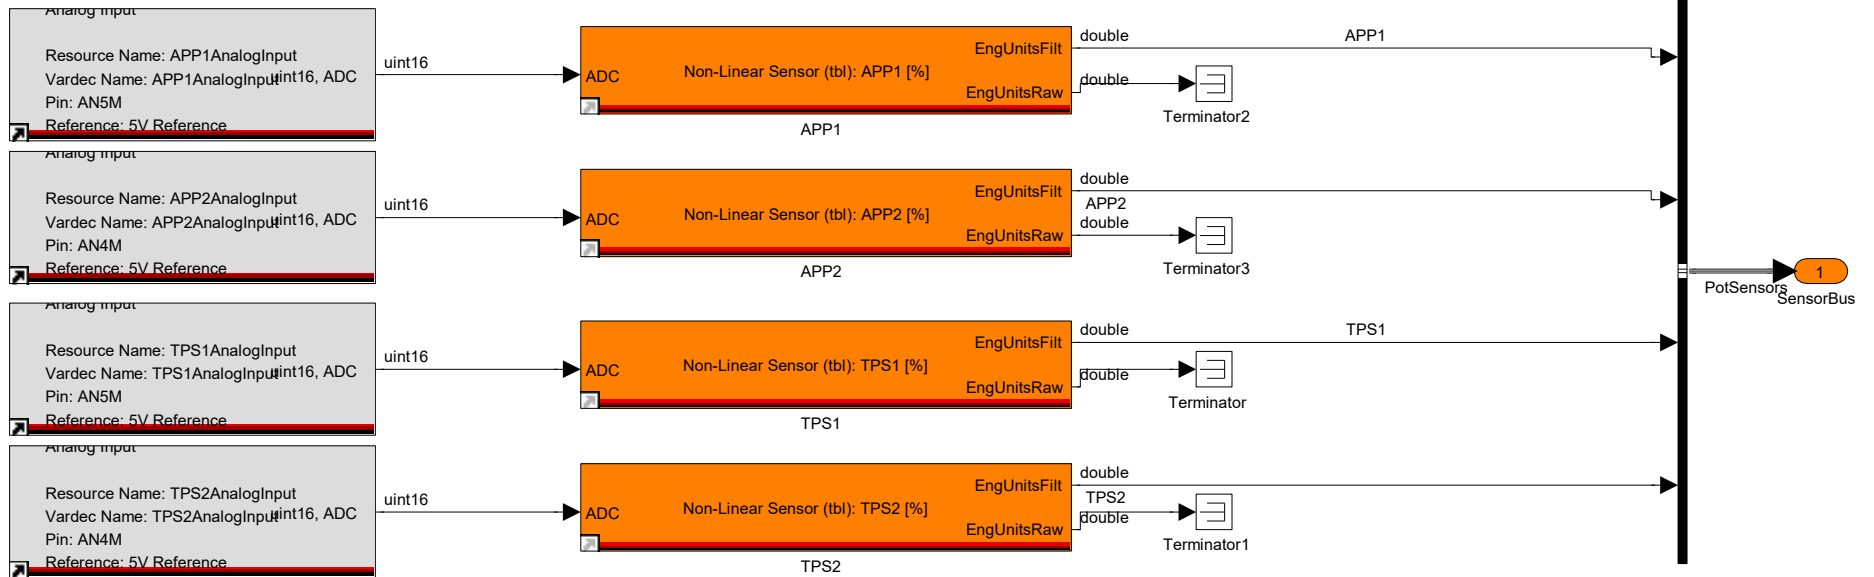 Analog Input
Resource Name: APP1AnalogInput
Vardec Name: APP1AnalogInput
uint16, ADC
Pin: AN5M
Reference: 5V Reference
uint16
ADC
Non-Linear Sensor (tbl): APP1 [%]
EngUnitsFilt
EngUnitsRaw
APP1
double
APP1
double
Terminator2
Analog Input
Resource Name: APP2AnalogInput
Vardec Name: APP2AnalogInput
uint16, ADC
Pin: AN4M
Reference: 5V Reference
uint16
ADC
Non-Linear Sensor (tbl): APP2 [%]
EngUnitsFilt
EngUnitsRaw
APP2
double
APP2
double
Terminator3
Analog Input
Resource Name: TPS1AnalogInput
Vardec Name: TPS1AnalogInput
uint16, ADC
Pin: AN5M
Reference: 5V Reference
uint16
ADC
Non-Linear Sensor (tbl): TPS1 [%]
EngUnitsFilt
EngUnitsRaw
TPS1
double
TPS1
double
Terminator
Analog Input
Resource Name: TPS2AnalogInput
Vardec Name: TPS2AnalogInput
uint16, ADC
Pin: AN4M
Reference: 5V Reference
uint16
ADC
Non-Linear Sensor (tbl): TPS2 [%]
EngUnitsFilt
EngUnitsRaw
TPS2
double
TPS2
double
Terminator1
PotSensors
1
SensorBus